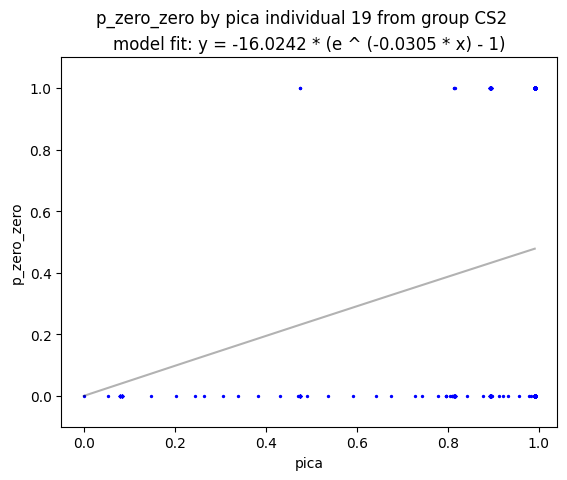 p_zero_zero by pica individual 19 from group CS2
model fit: y = -16.0242 * (e ^ (-0.0305 * x) - 1)
1.0
0.8
0.6
0.4
0.2
0.0
p_zero_zero
0.0 0.2 0.4 0.6 0.8 1.0
pica